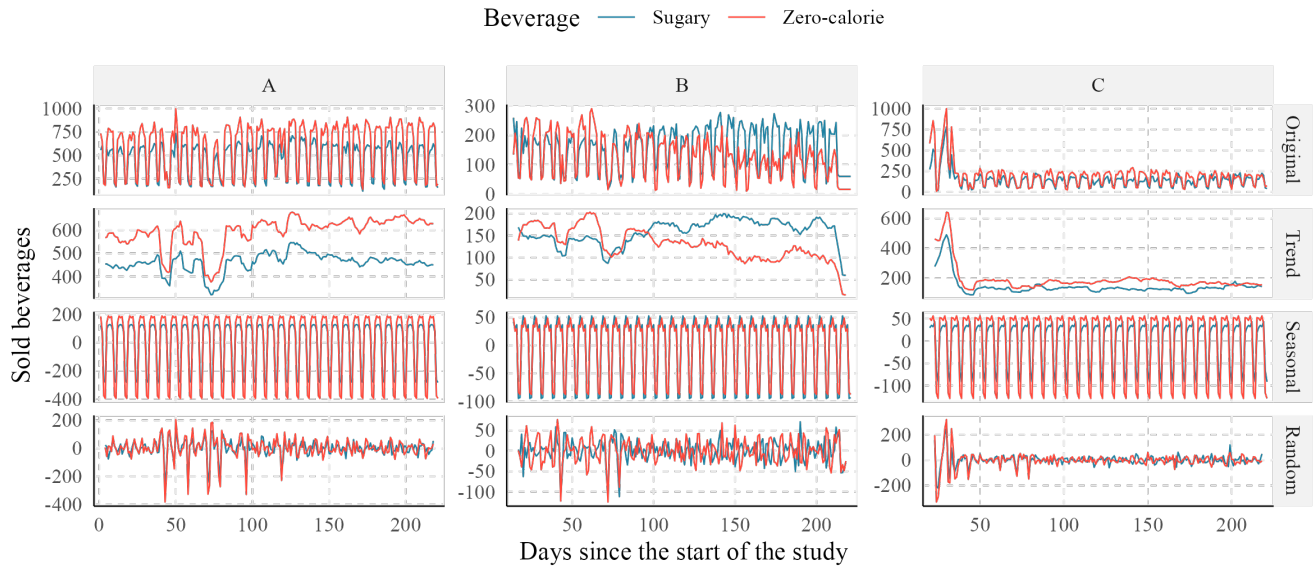 Beverage Sugary Zero-calorie
A B C
Sold beverages
1000 750 500 250
300 200 100 0
1000 750 500 250 0
Original
600 500 400
200 150 100 50
600 400 200
Trend
200 0 -200 -400
50 0 -50 -100
50 0 -50 -100
Seasonal
200 0 -200 -400
50 0 -50 -100
200 0 -200
Random
0 50 100 150 200
50 100 150 200
50 100 150 200
Days since the start of the study